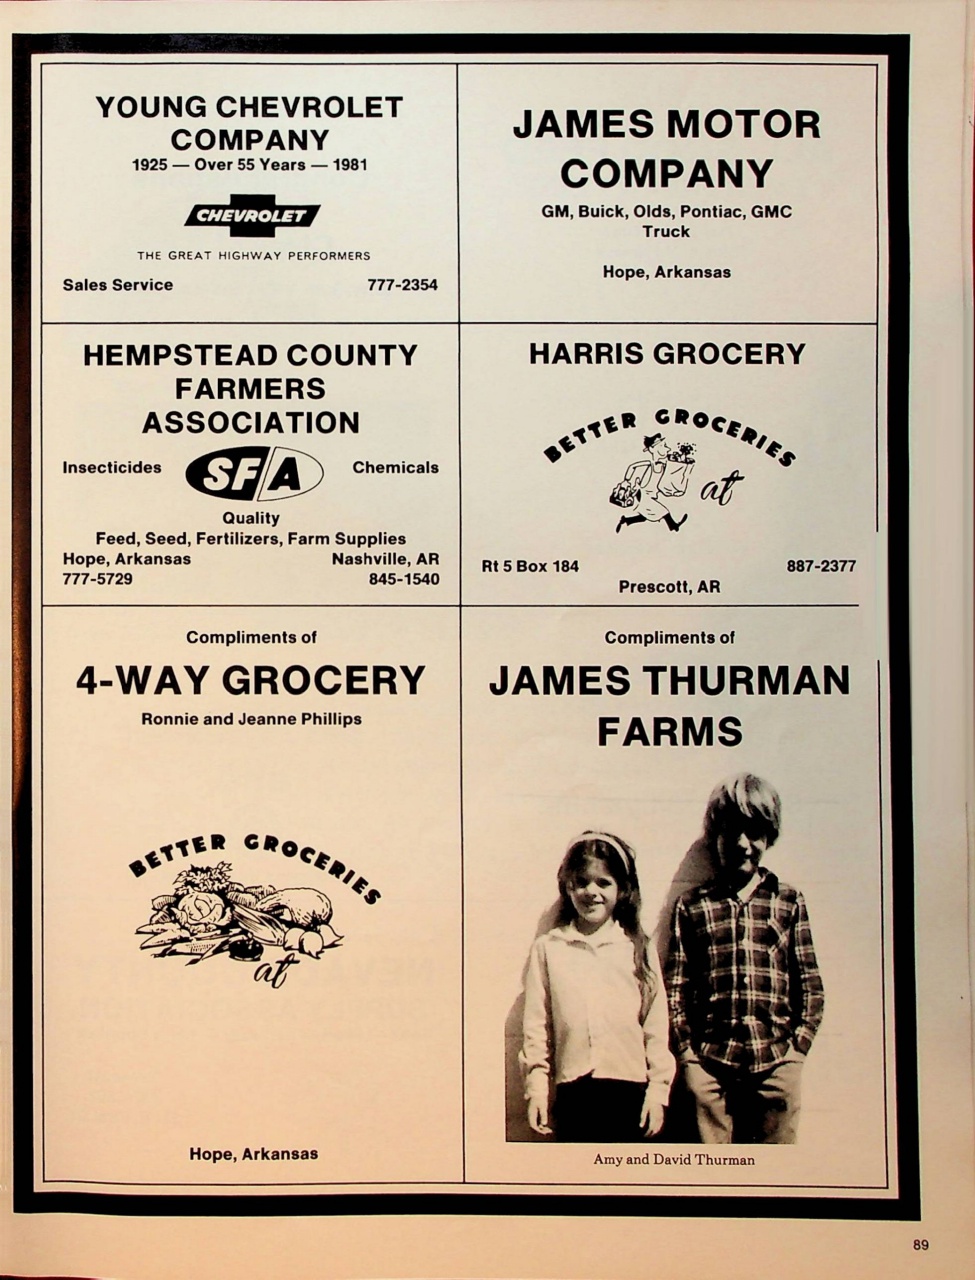 YOUNG CHEVROLET
COMPANY
1925 — Over 55 Years — 1981
CHEVROLET
THE GREAT HIGHWAY PERFORMERS
Sales Service 777-2354
JAMES MOTOR
COMPANY
GM, Buick, Olds, Pontiac, GMC
Truck
Hope, Arkansas
HEMPSTEAD COUNTY
FARMERS
ASSOCIATION
Insecticides SFA Chemicals
Quality
Feed, Seed, Fertilizers, Farm Supplies
Hope, Arkansas Nashville, AR
777-5729 845-1540
HARRIS GROCERY
BETTER GROCERIES
at
Rt 5 Box 184 887-2377
Prescott, AR
Compliments of
4-WAY GROCERY
Ronnie and Jeanne Phillips
BETTER GROCERIES
at
Hope, Arkansas
Compliments of
JAMES THURMAN
FARMS
Amy and David Thurman
89